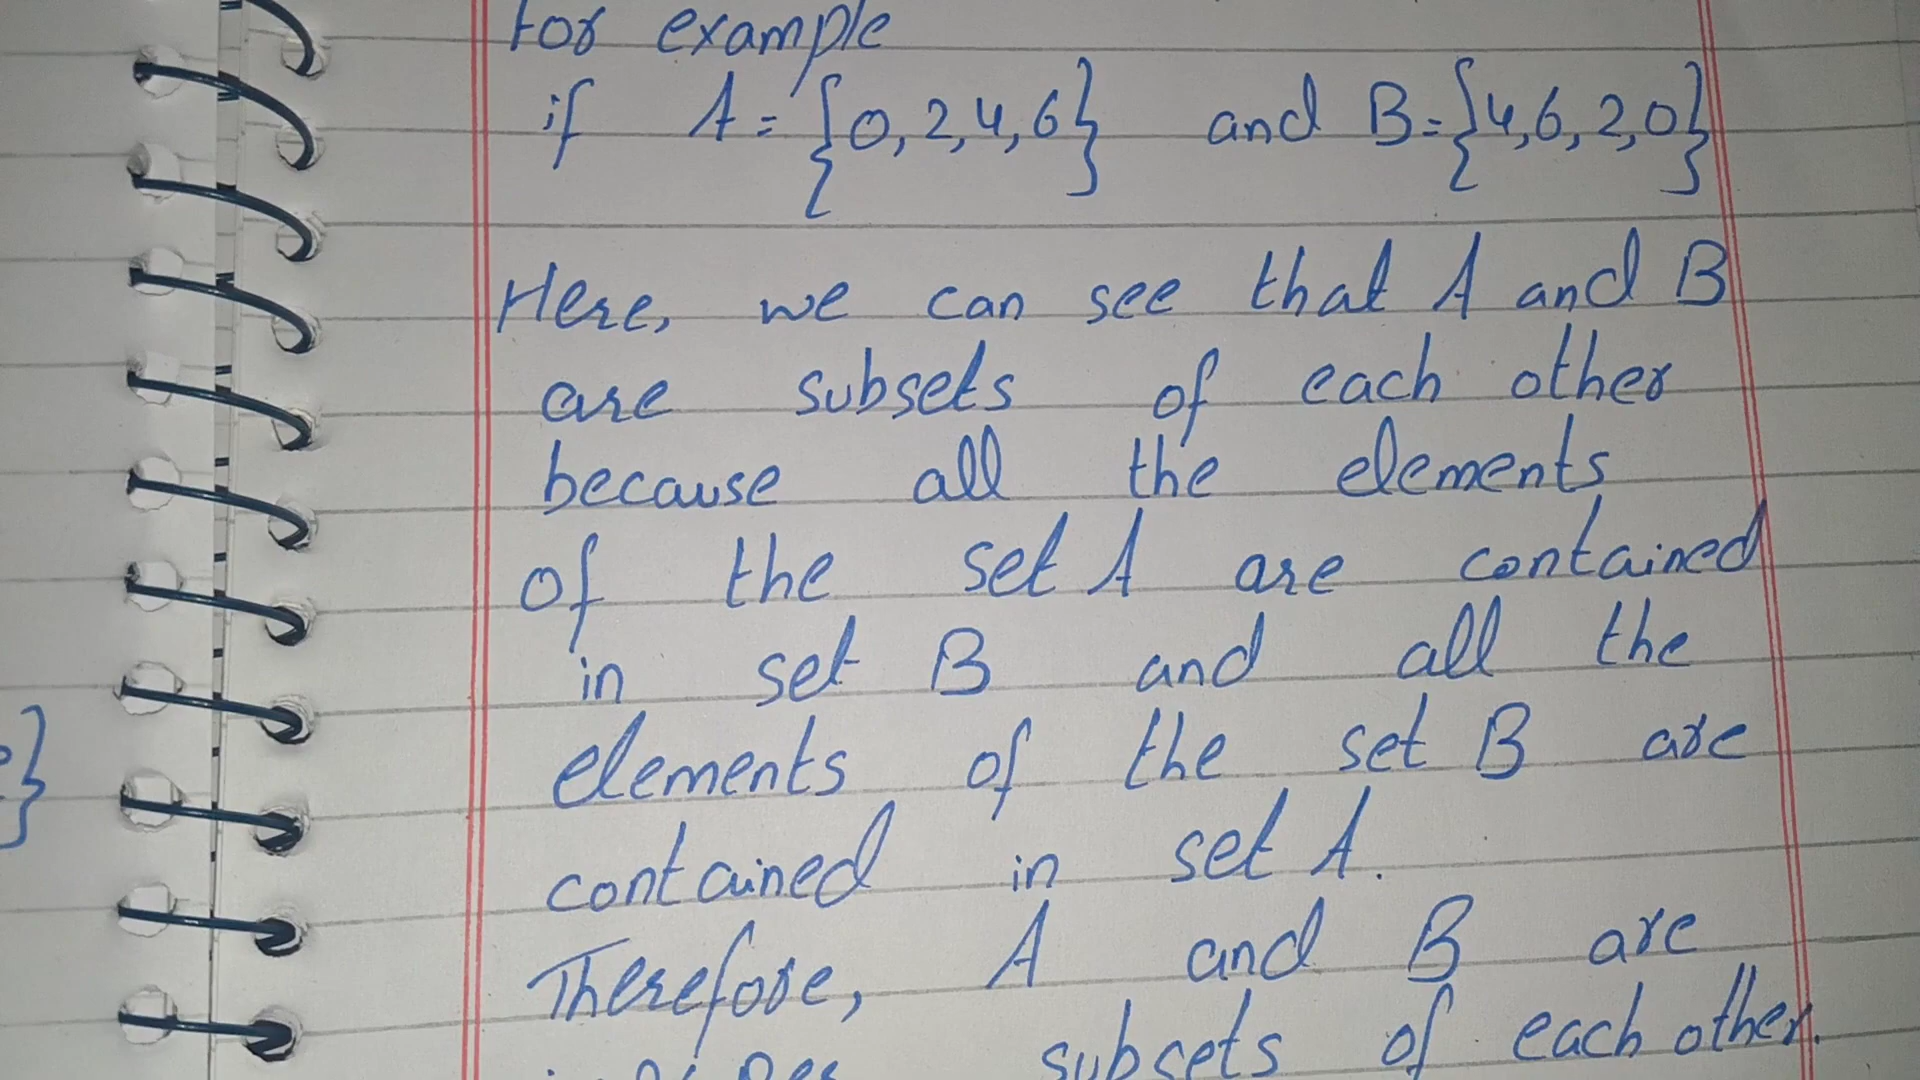 For example
if A = {0,2,4,6} and B = {4,6,2,0}
Here, we can see that A and B
are subsets of each other
because all the elements
of the set A are contained
in set B and all the
elements of the set B are
contained in set A.
Therefore, A and B are
subsets of each other.